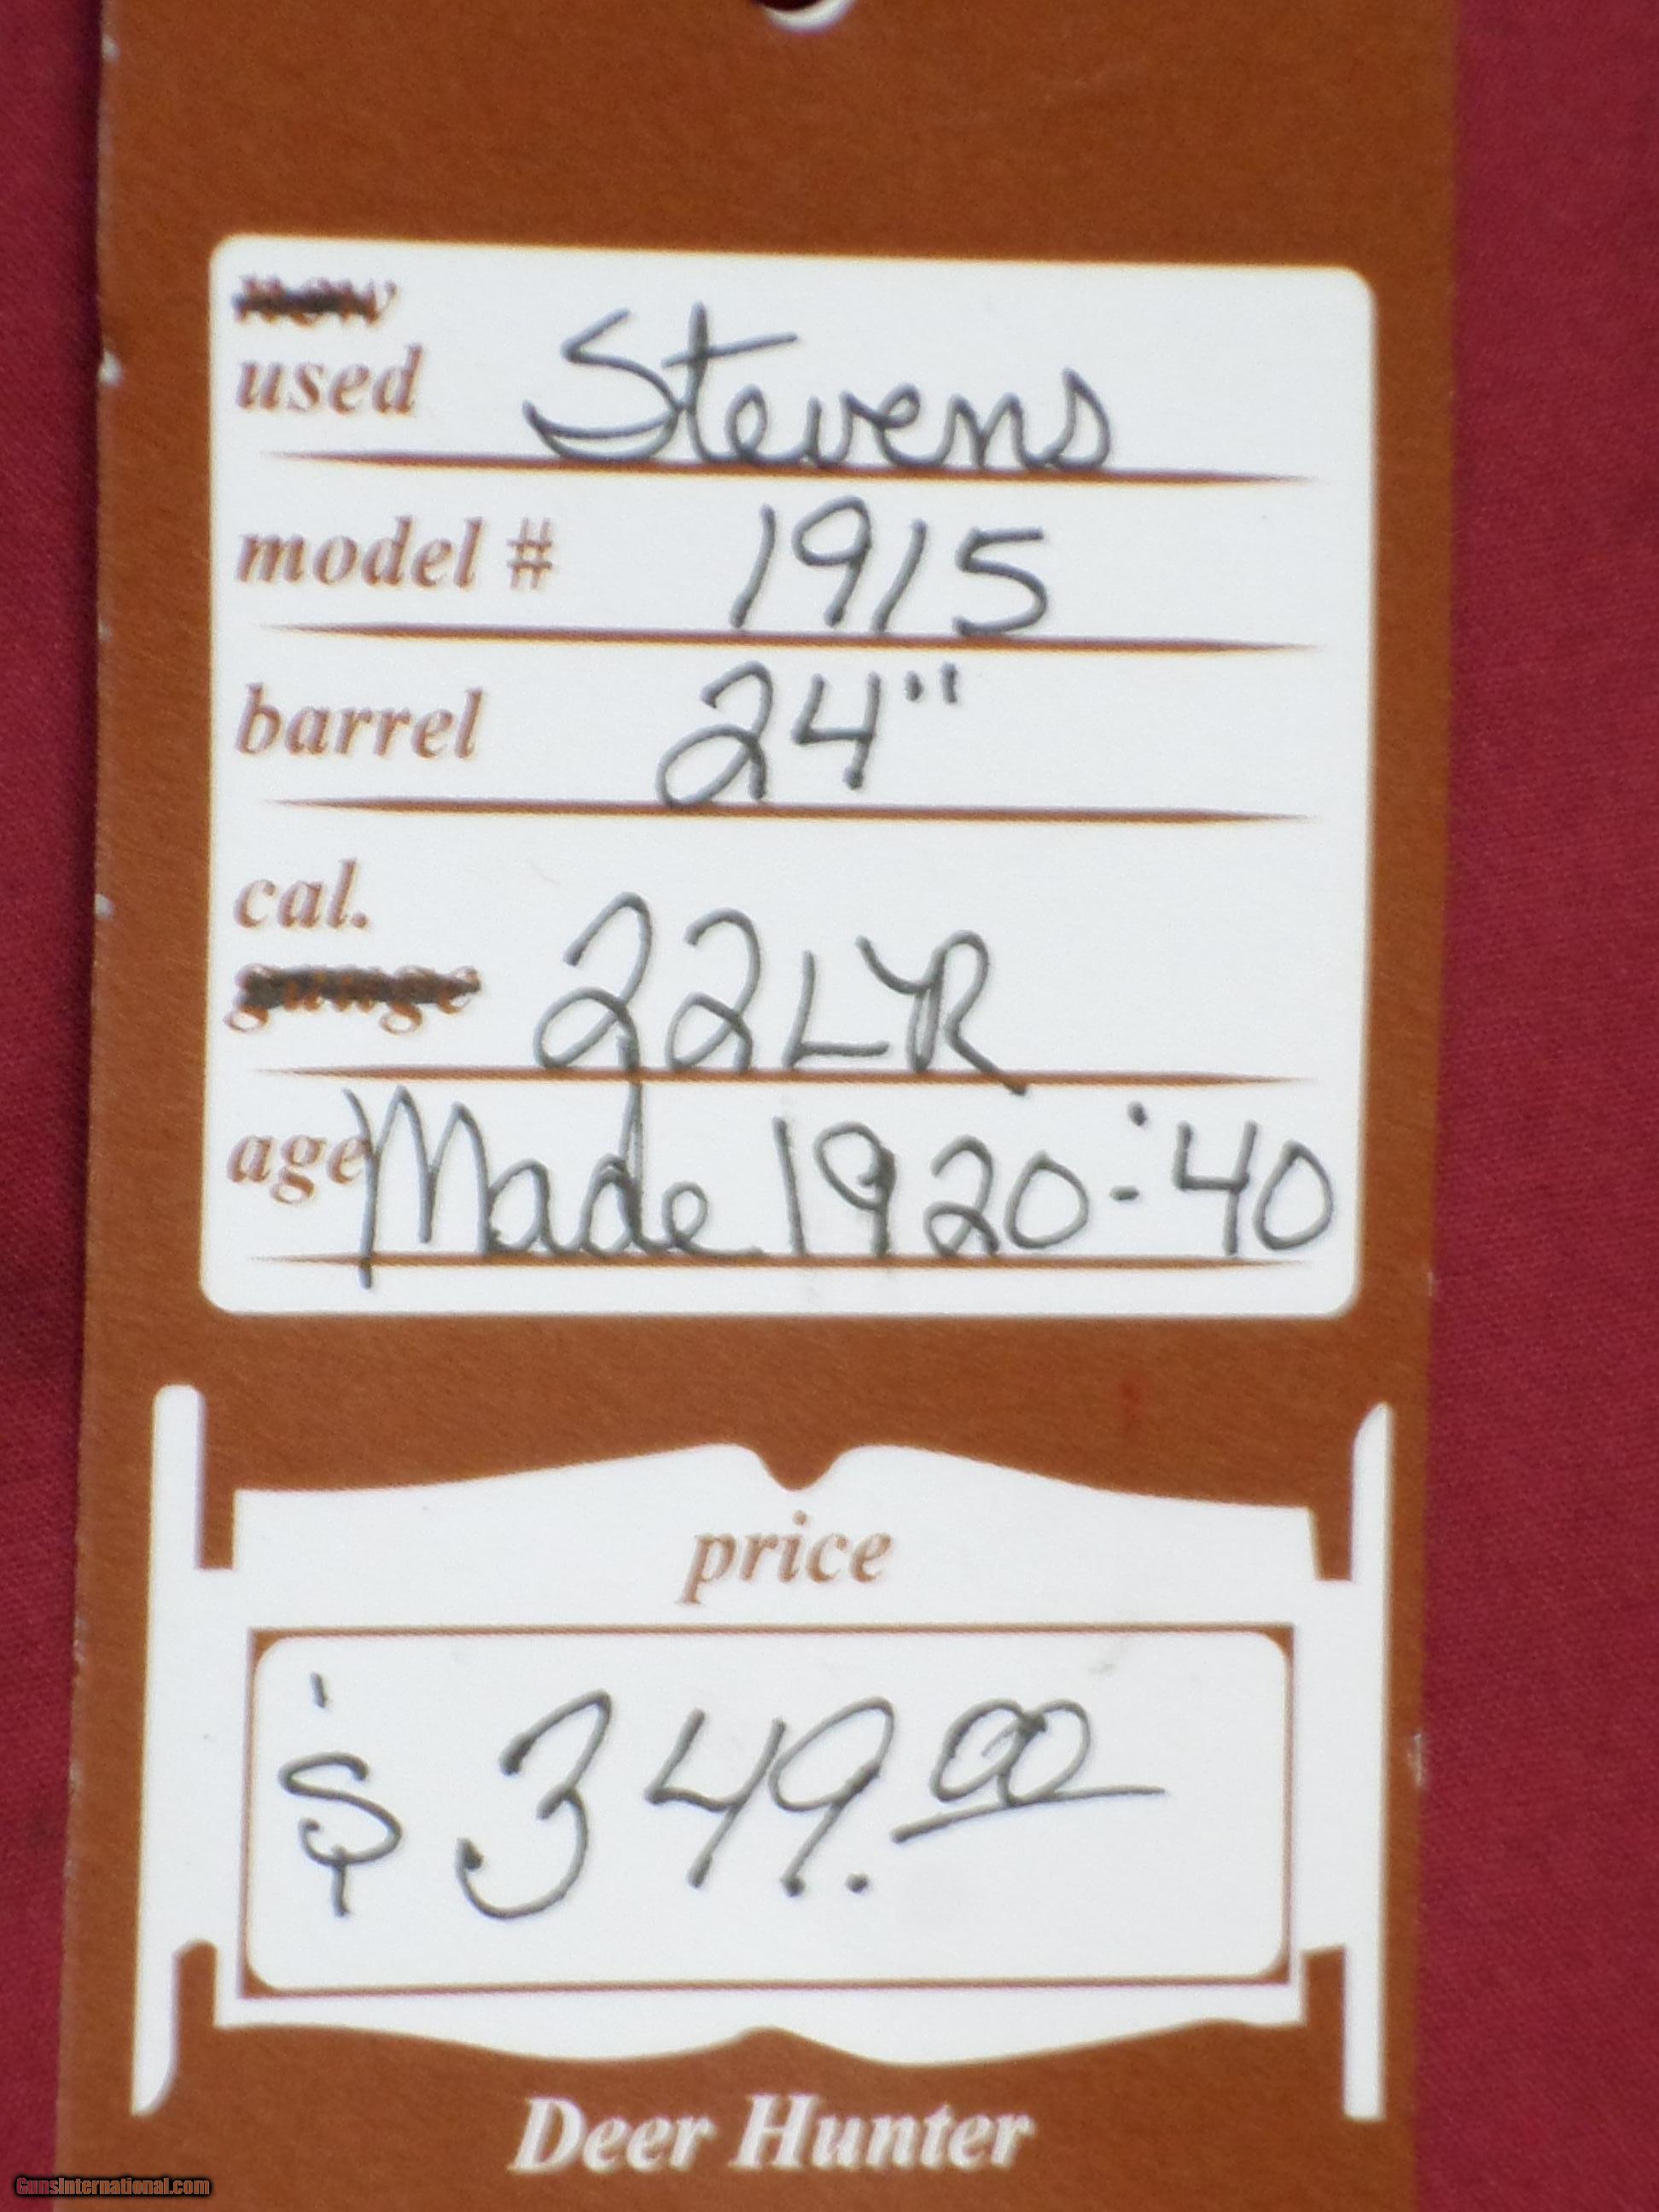 new
used Stevens
model # 1915
barrel 24"
cal.
gauge 22LR
age Made 1920-'40
price
$ 349.00
Deer Hunter
GunsInternational.com